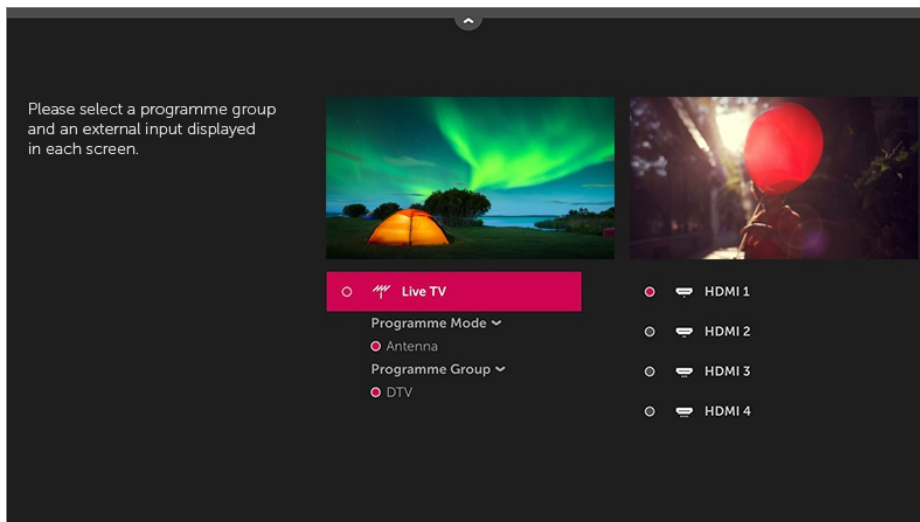 Please select a programme group
and an external input displayed
in each screen.
Live TV
Programme Mode
Antenna
Programme Group
DTV
HDMI 1
HDMI 2
HDMI 3
HDMI 4